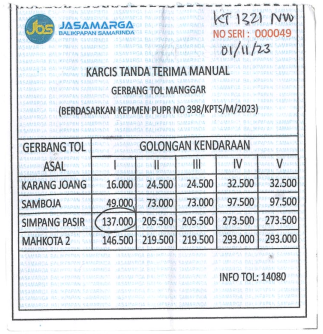 KT 1321 NW
jbs JASAMARGA
BALIKPAPAN SAMARINDA
NO SERI : 000049
01/11/23
KARCIS TANDA TERIMA MANUAL
GERBANG TOL MANGGAR
(BERDASARKAN KEPMEN PUPR NO 398/KPTS/M/2023)
GERBANG TOL ASAL GOLONGAN KENDARAAN
I II III IV V
KARANG JOANG 16.000 24.500 24.500 32.500 32.500
SAMBOJA 49.000 73.000 73.000 97.500 97.500
SIMPANG PASIR 137.000 205.500 205.500 273.500 273.500
MAHKOTA 2 146.500 219.500 219.500 293.000 293.000
INFO TOL: 14080